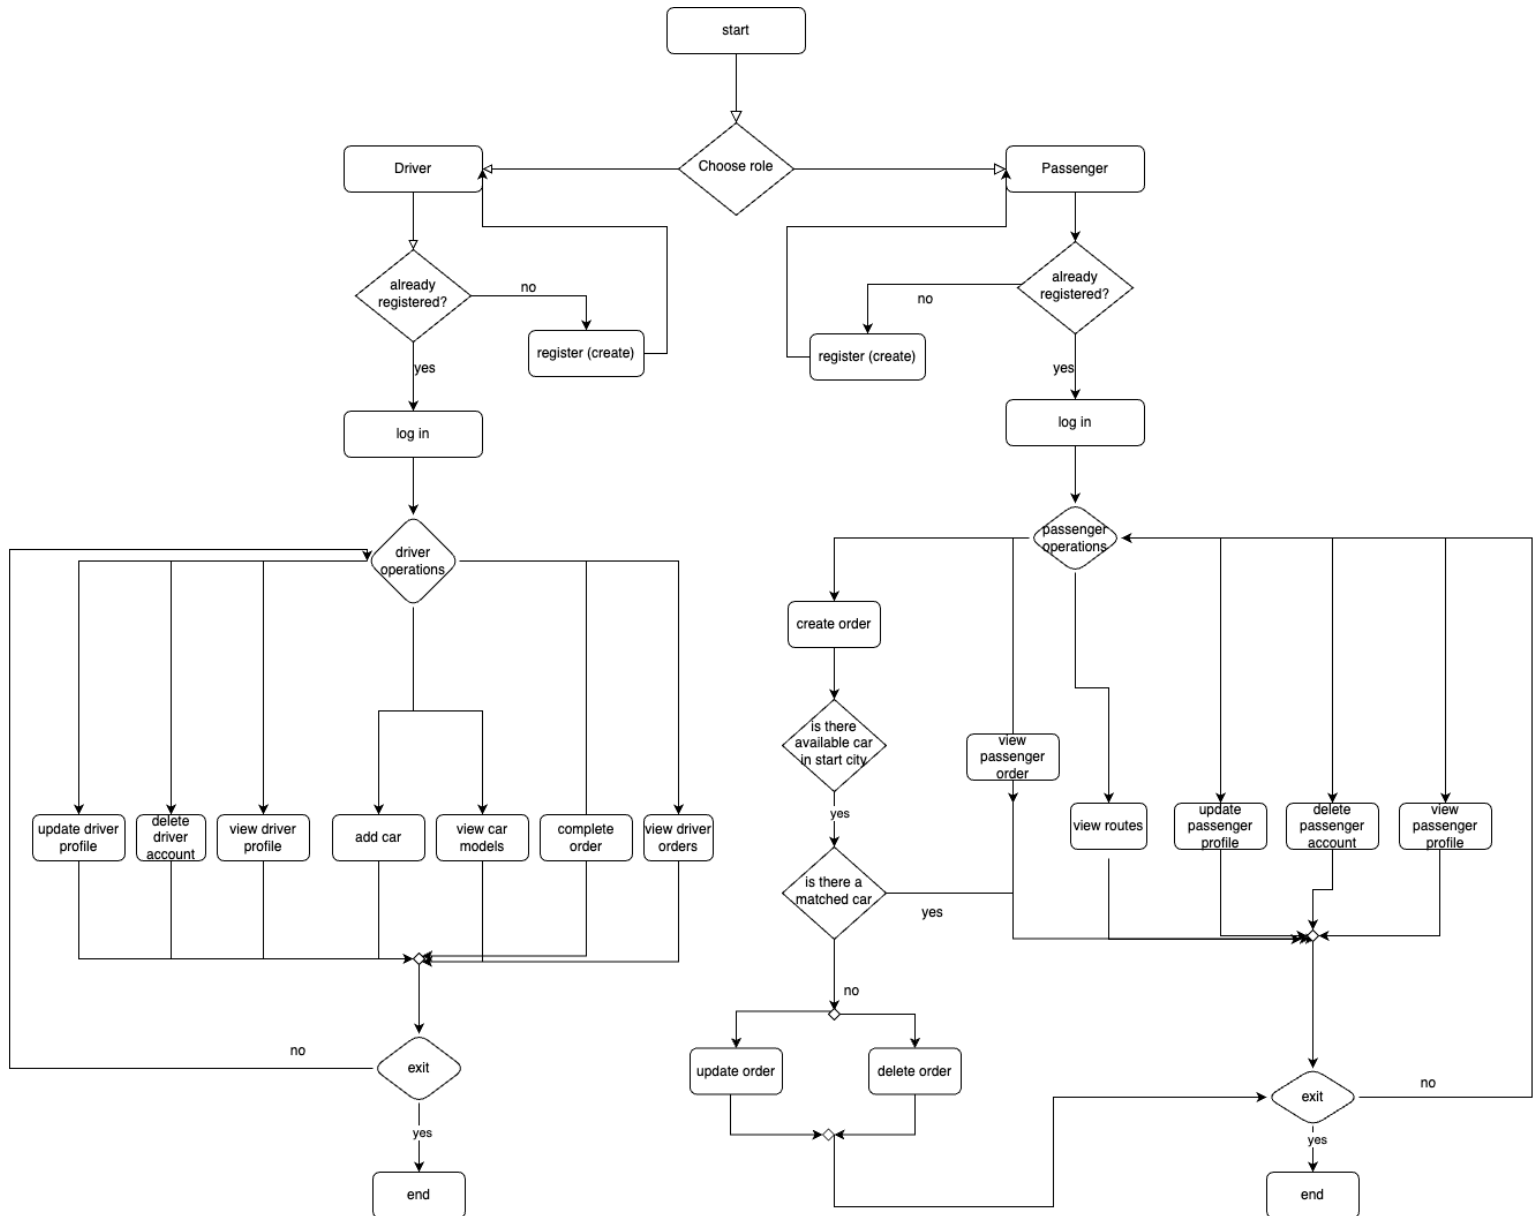 start
Choose role
Driver
Passenger
already
registered?
no
register (create)
yes
log in
already
registered?
no
register (create)
yes
log in
driver
operations
update driver
profile
delete
driver
account
view driver
profile
add car
view car
models
complete
order
view driver
orders
no
exit
yes
end
passenger
operations
create order
is there
available car
in start city
yes
is there a
matched car
yes
no
update order
delete order
view
passenger
order
view routes
update
passenger
profile
delete
passenger
account
view
passenger
profile
exit
no
yes
end